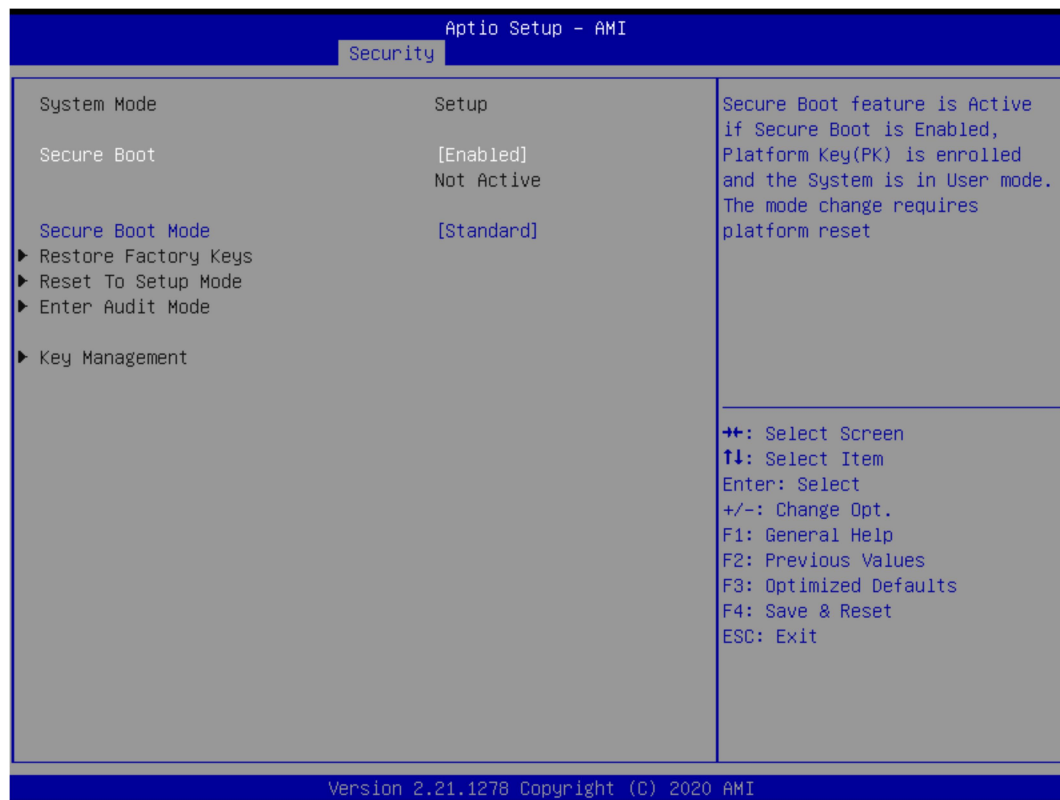 Aptio Setup – AMI
Security
System Mode Setup
Secure Boot [Enabled]
Not Active
Secure Boot Mode [Standard]
▶ Restore Factory Keys
▶ Reset To Setup Mode
▶ Enter Audit Mode
▶ Key Management
Secure Boot feature is Active
if Secure Boot is Enabled,
Platform Key(PK) is enrolled
and the System is in User mode.
The mode change requires
platform reset
→←: Select Screen
↑↓: Select Item
Enter: Select
+/-: Change Opt.
F1: General Help
F2: Previous Values
F3: Optimized Defaults
F4: Save & Reset
ESC: Exit
Version 2.21.1278 Copyright (C) 2020 AMI